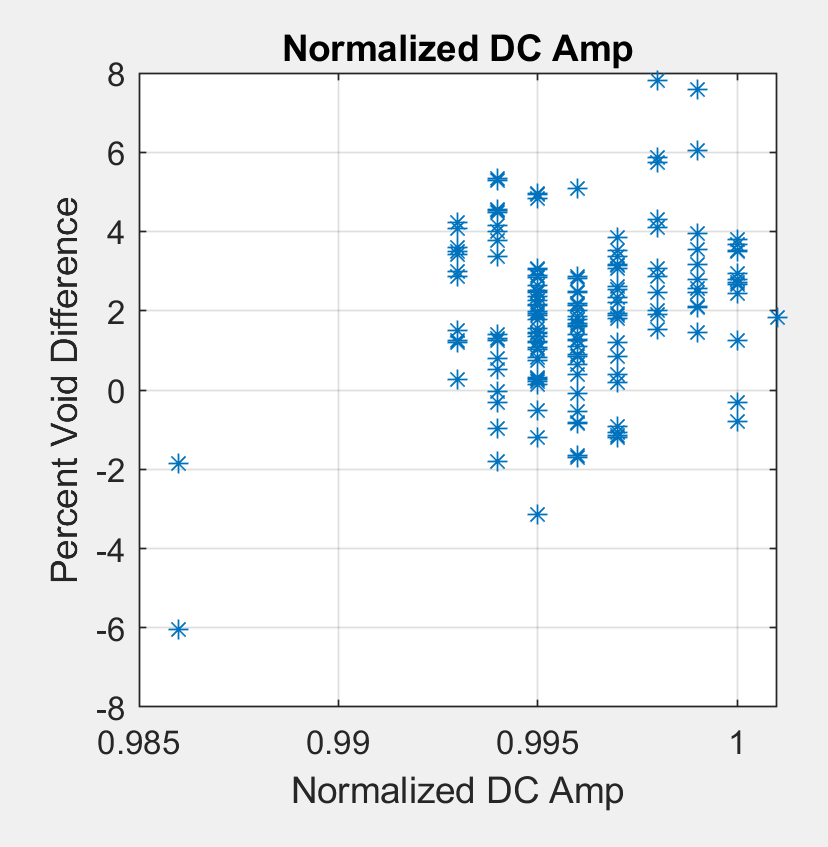 Normalized DC Amp
8
6
4
2
0
-2
-4
-6
-8
Percent Void Difference
0.985 0.99 0.995 1
Normalized DC Amp